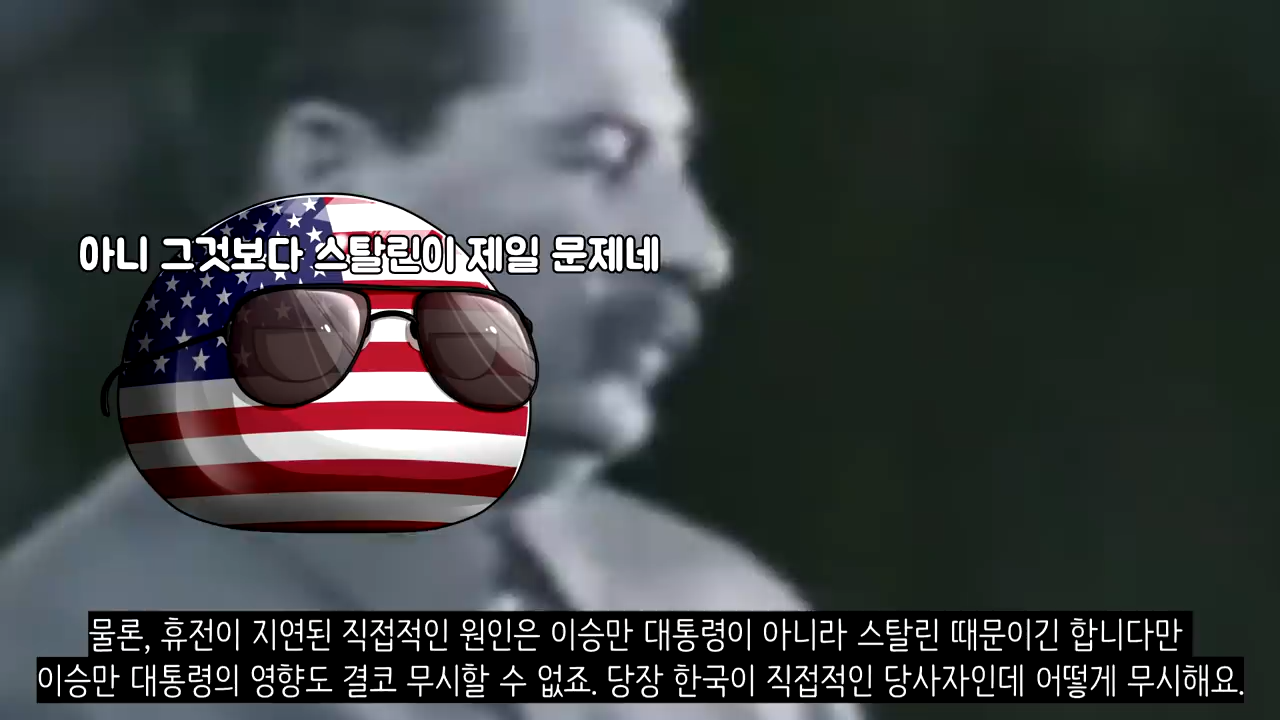 아니 그것보다 스탈린이 제일 문제네
물론, 휴전이 지연된 직접적인 원인은 이승만 대통령이 아니라 스탈린 때문이긴 합니다만
이승만 대통령의 영향도 결코 무시할 수 없죠. 당장 한국이 직접적인 당사자인데 어떻게 무시해요.